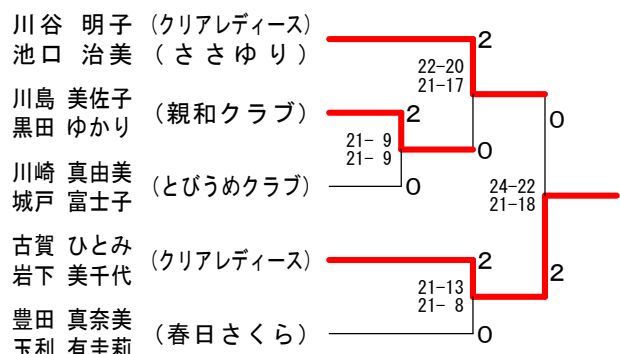 川谷 明子 (クリアレディース)
池口 治美 (ささゆり)
2
22-20
21-17
川島 美佐子
黒田 ゆかり
(親和クラブ)
2
0
21- 9
21- 9
0
川崎 真由美
城戸 富士子
(とびうめクラブ)
0
24-22
21-18
古賀 ひとみ
岩下 美千代
(クリアレディース)
2
2
21-13
21- 8
豊田 真奈美
玉利 有圭莉
(春日さくら)
0